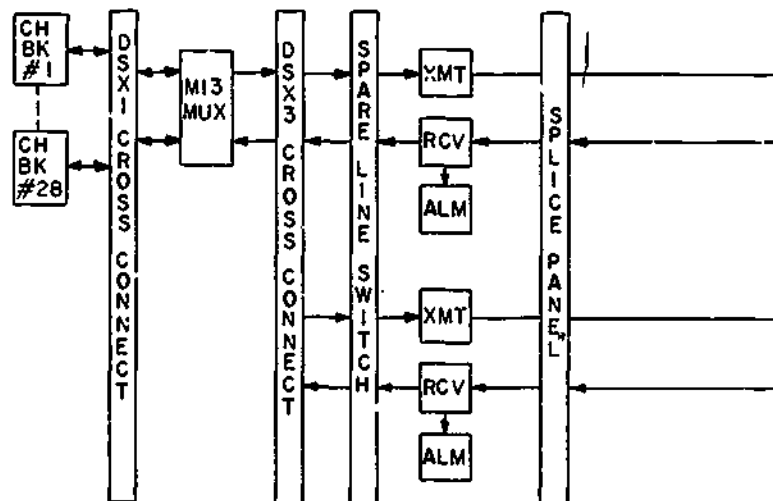 CH
BK
#1
CH
BK
#28
DSX1 CROSS CONNECT
M13
MUX
DSX3 CROSS CONNECT
SPARE LINE SWITCH
XMT
RCV
ALM
XMT
RCV
ALM
SPLICE PANEL